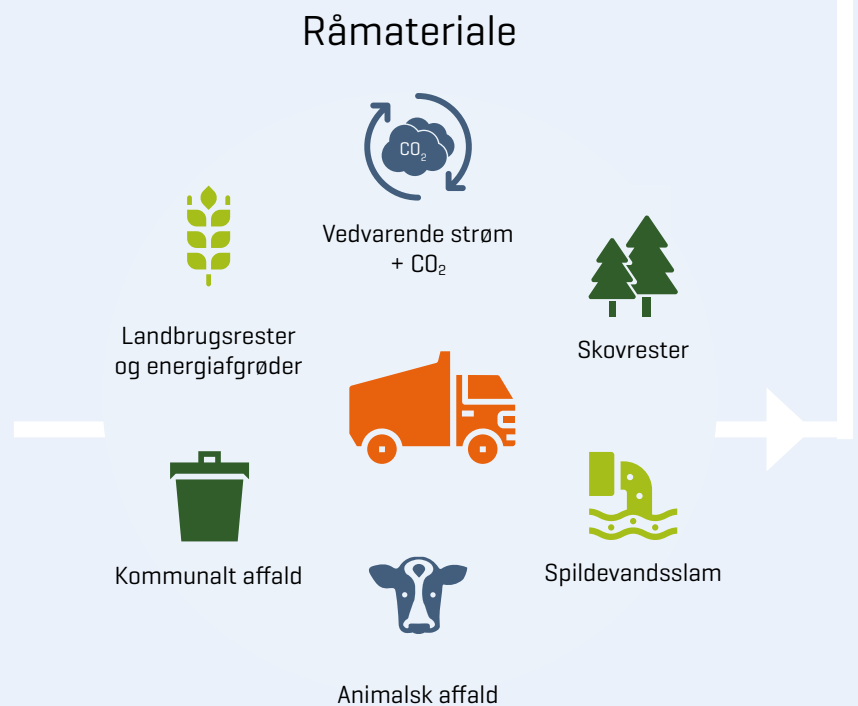 Råmateriale
CO₂
Vedvarende strøm
+ CO₂
Landbrugsrester
og energiafgrøder
Skovrester
Kommunalt affald
Spildevandsslam
Animalsk affald